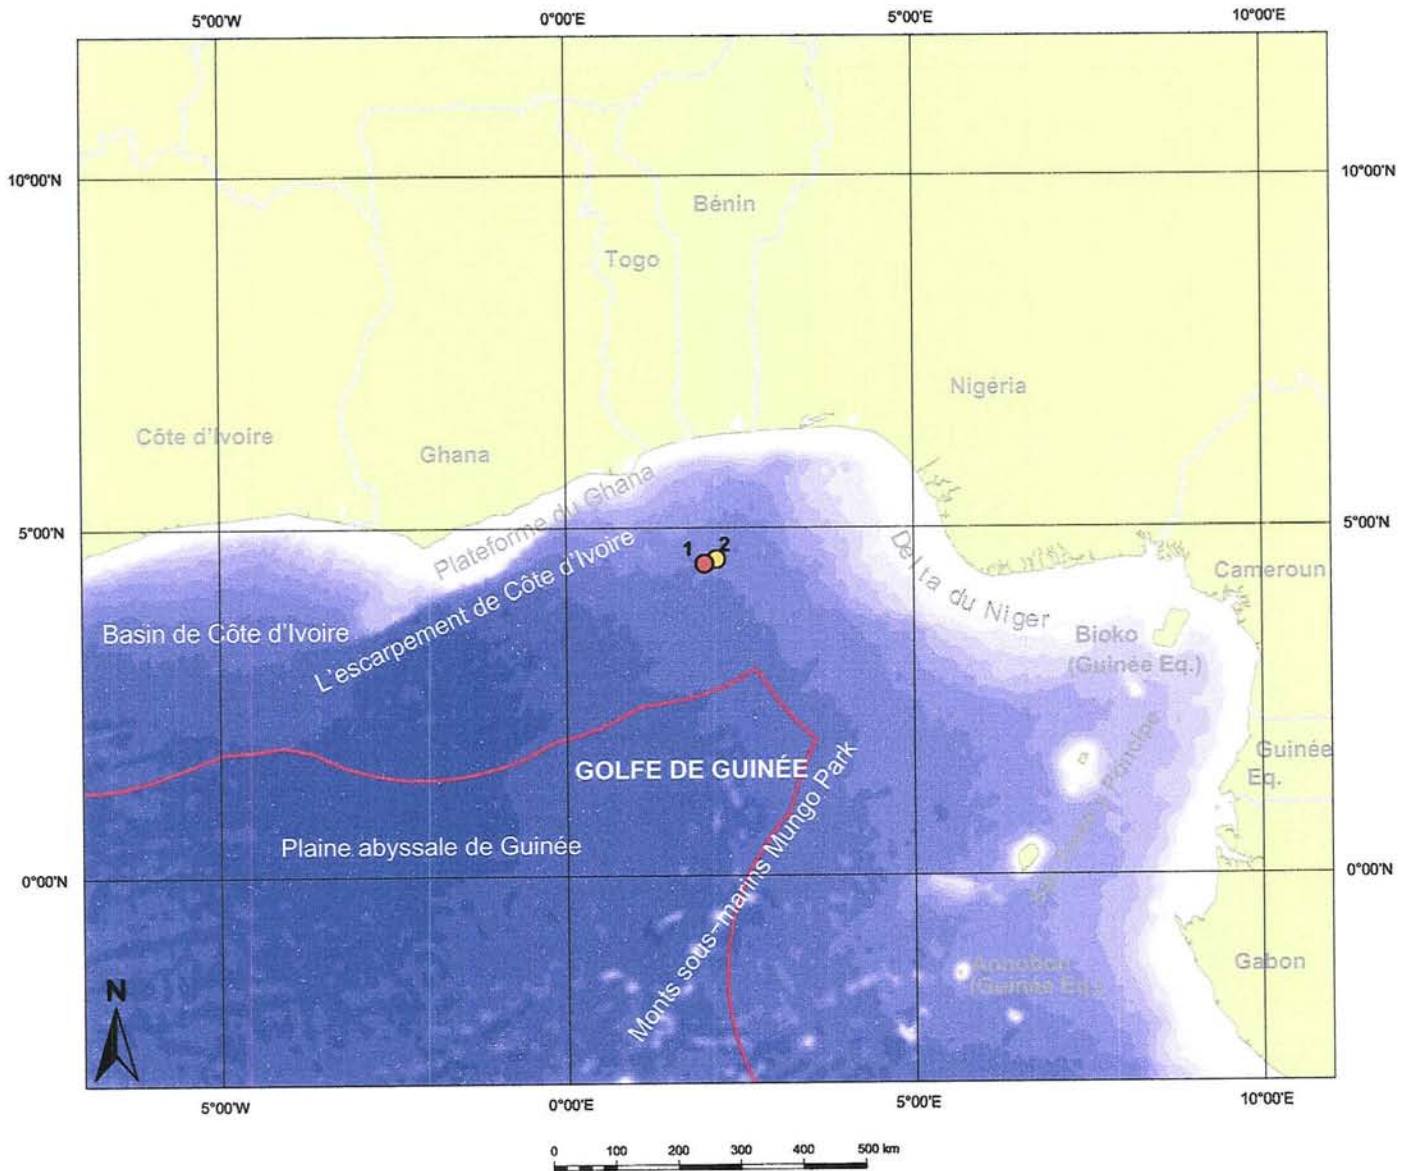 5°00'W 0°00'E 5°00'E 10°00'E
10°00'N 10°00'N
Bénin
Togo
Nigéria
Côte d'Ivoire
Ghana
Plateforme du Ghana
5°00'N 5°00'N
1 2
L'escarpement de Côte d'Ivoire
Delta du Niger
Cameroun
Basin de Côte d'Ivoire
Bioko
(Guinée Eq.)
GOLFE DE GUINÉE
Guinée
Eq.
Monts sous-marins Mungo Park
Plaine abyssale de Guinée
0°00'N 0°00'N
Annobon
(Guinée Eq.)
Gabon
N
5°00'W 0°00'E 5°00'E 10°00'E
0 100 200 300 400 500 km